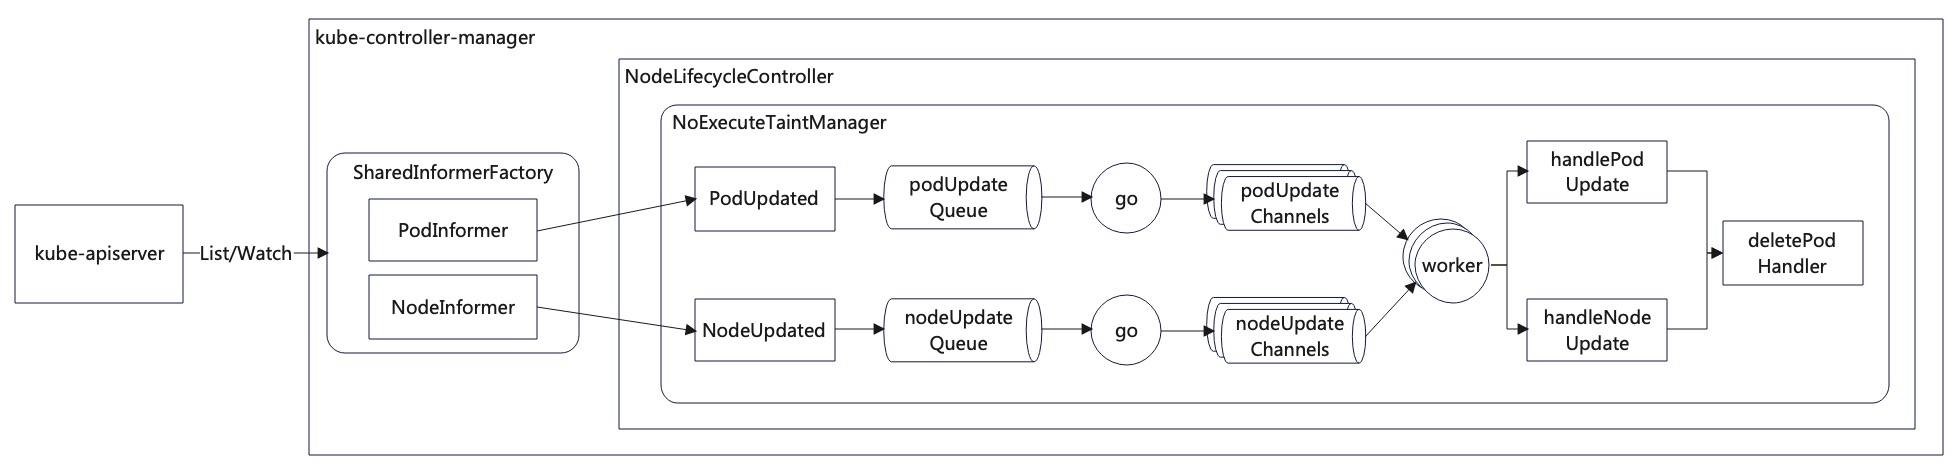 kube-controller-manager
NodeLifecycleController
NoExecuteTaintManager
SharedInformerFactory
PodInformer
NodeInformer
kube-apiserver
List/Watch
PodUpdated
podUpdate
Queue
go
podUpdate
Channels
NodeUpdated
nodeUpdate
Queue
go
nodeUpdate
Channels
worker
handlePod
Update
handleNode
Update
deletePod
Handler